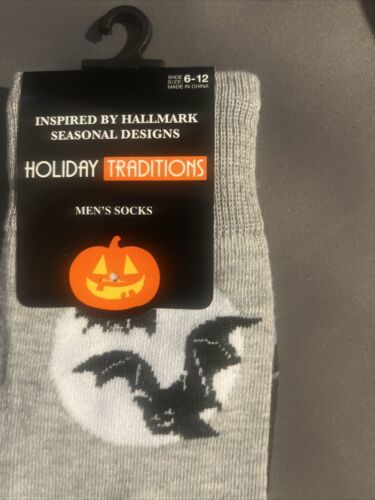 SHOE SIZE 6-12
MADE IN CHINA
INSPIRED BY HALLMARK
SEASONAL DESIGNS
HOLIDAY TRADITIONS
MEN'S SOCKS